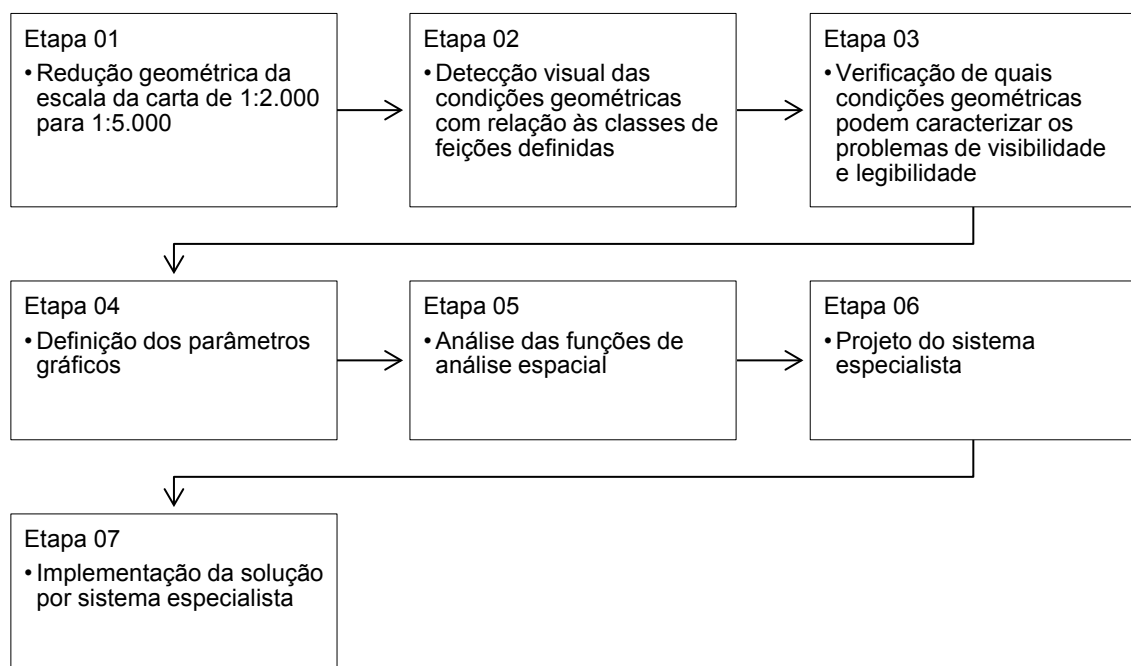 Etapa 01
• Redução geométrica da
escala da carta de 1:2.000
para 1:5.000
Etapa 02
• Detecção visual das
condições geométricas
com relação às classes de
feições definidas
Etapa 03
• Verificação de quais
condições geométricas
podem caracterizar os
problemas de visibilidade
e legibilidade
Etapa 04
• Definição dos parâmetros
gráficos
Etapa 05
• Análise das funções de
análise espacial
Etapa 06
• Projeto do sistema
especialista
Etapa 07
• Implementação da solução
por sistema especialista